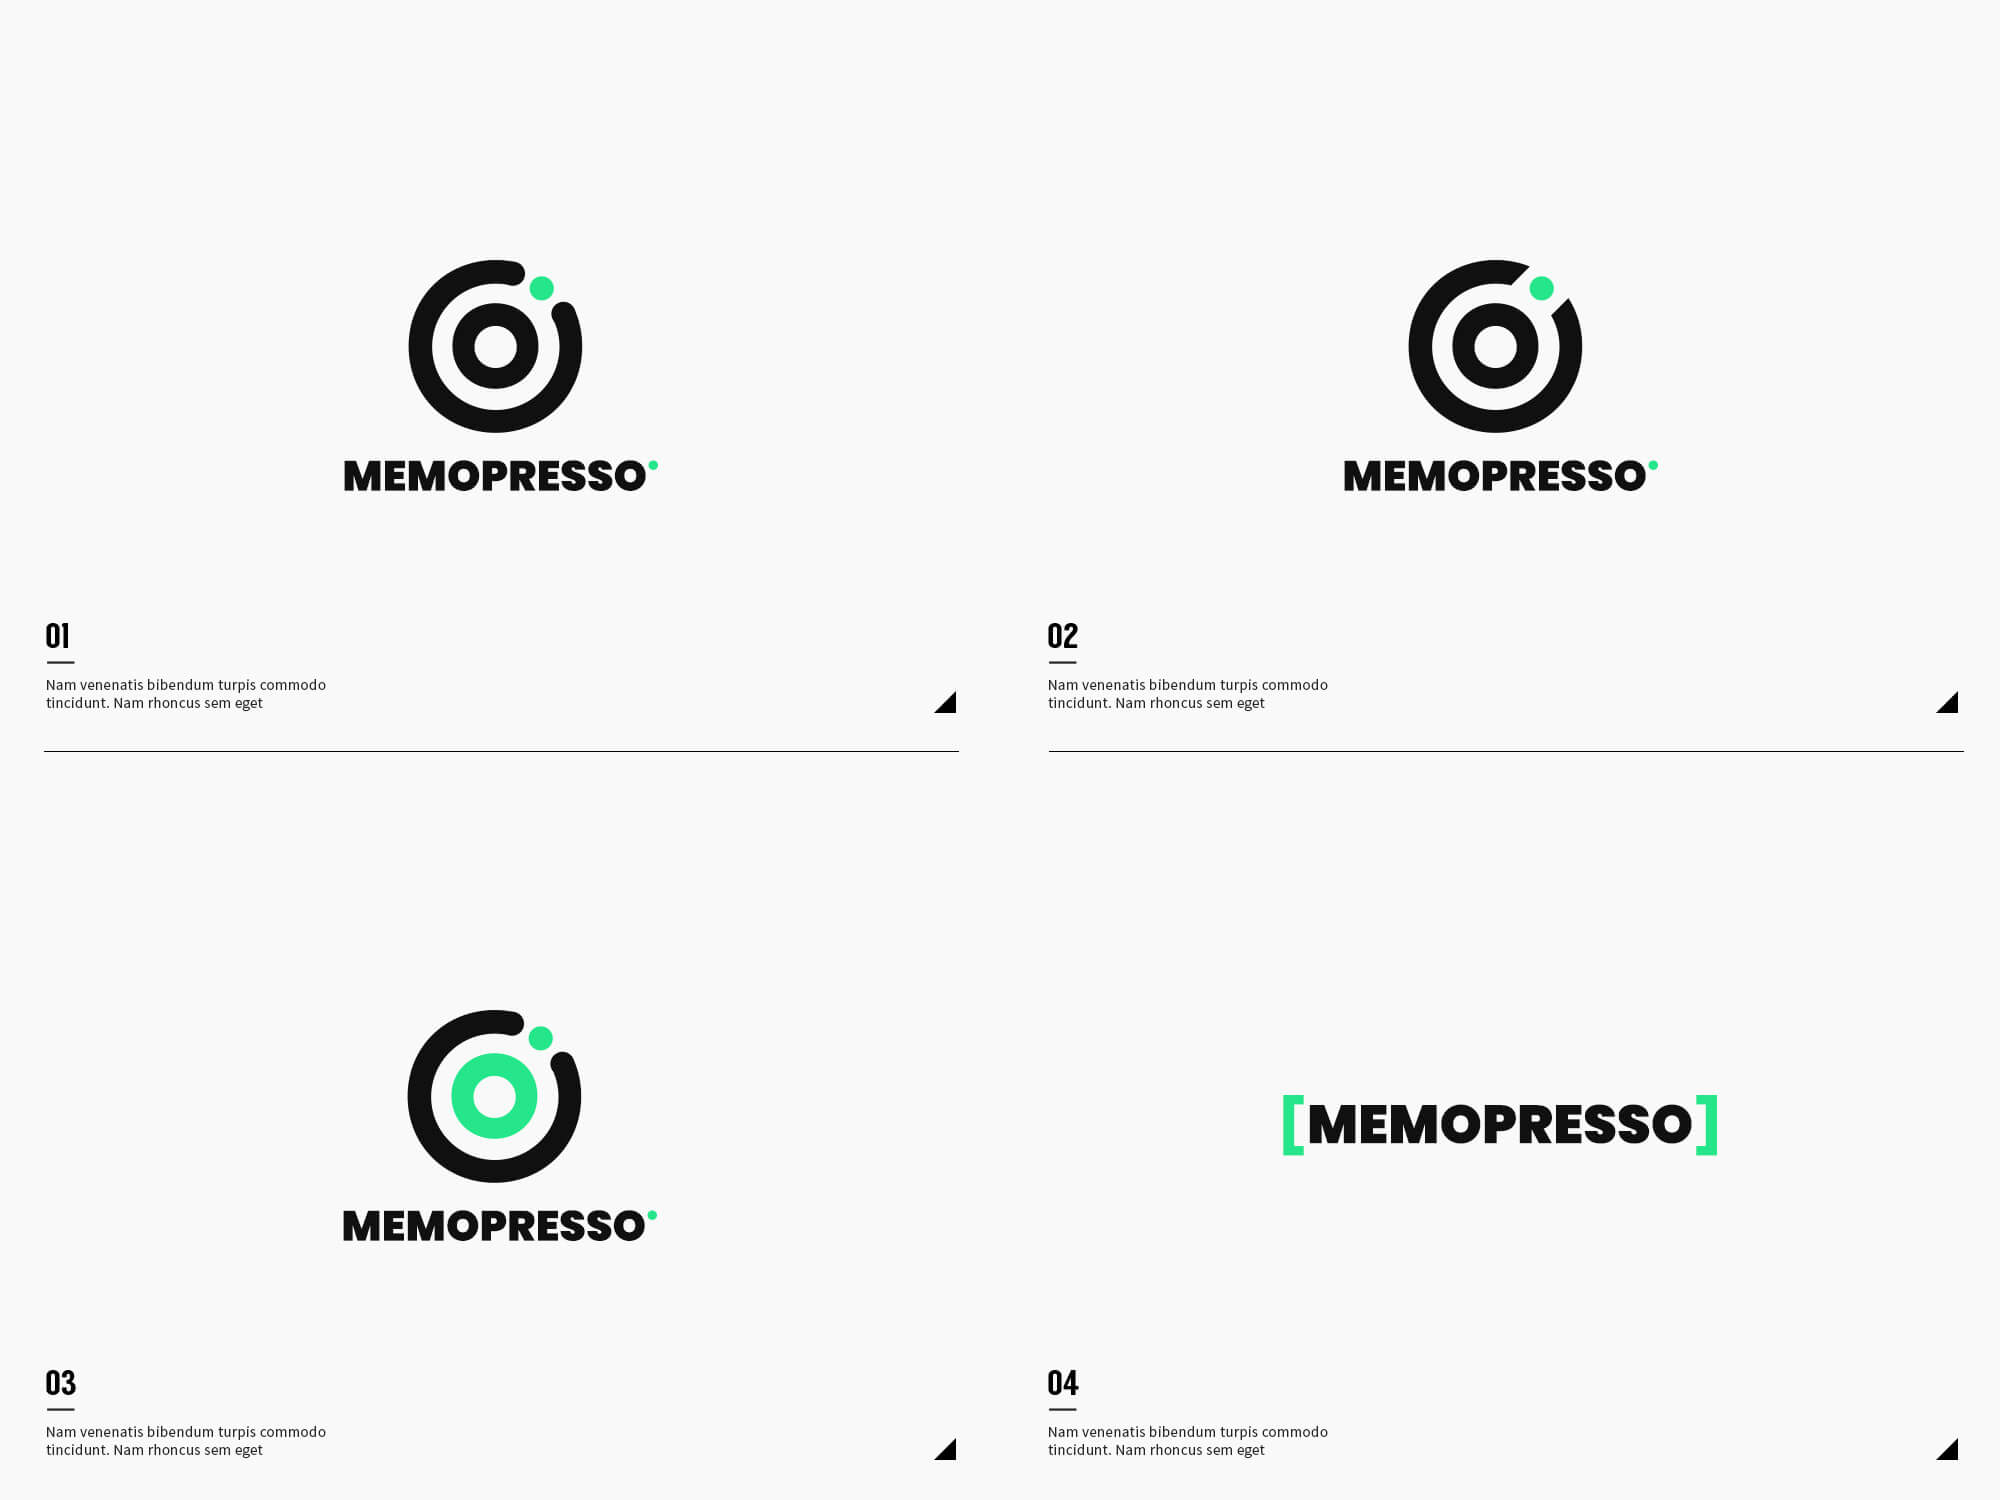 MEMOPRESSO
01
Nam venenatis bibendum turpis commodo
tincidunt. Nam rhoncus sem eget
MEMOPRESSO
02
Nam venenatis bibendum turpis commodo
tincidunt. Nam rhoncus sem eget
MEMOPRESSO
03
Nam venenatis bibendum turpis commodo
tincidunt. Nam rhoncus sem eget
[MEMOPRESSO]
04
Nam venenatis bibendum turpis commodo
tincidunt. Nam rhoncus sem eget